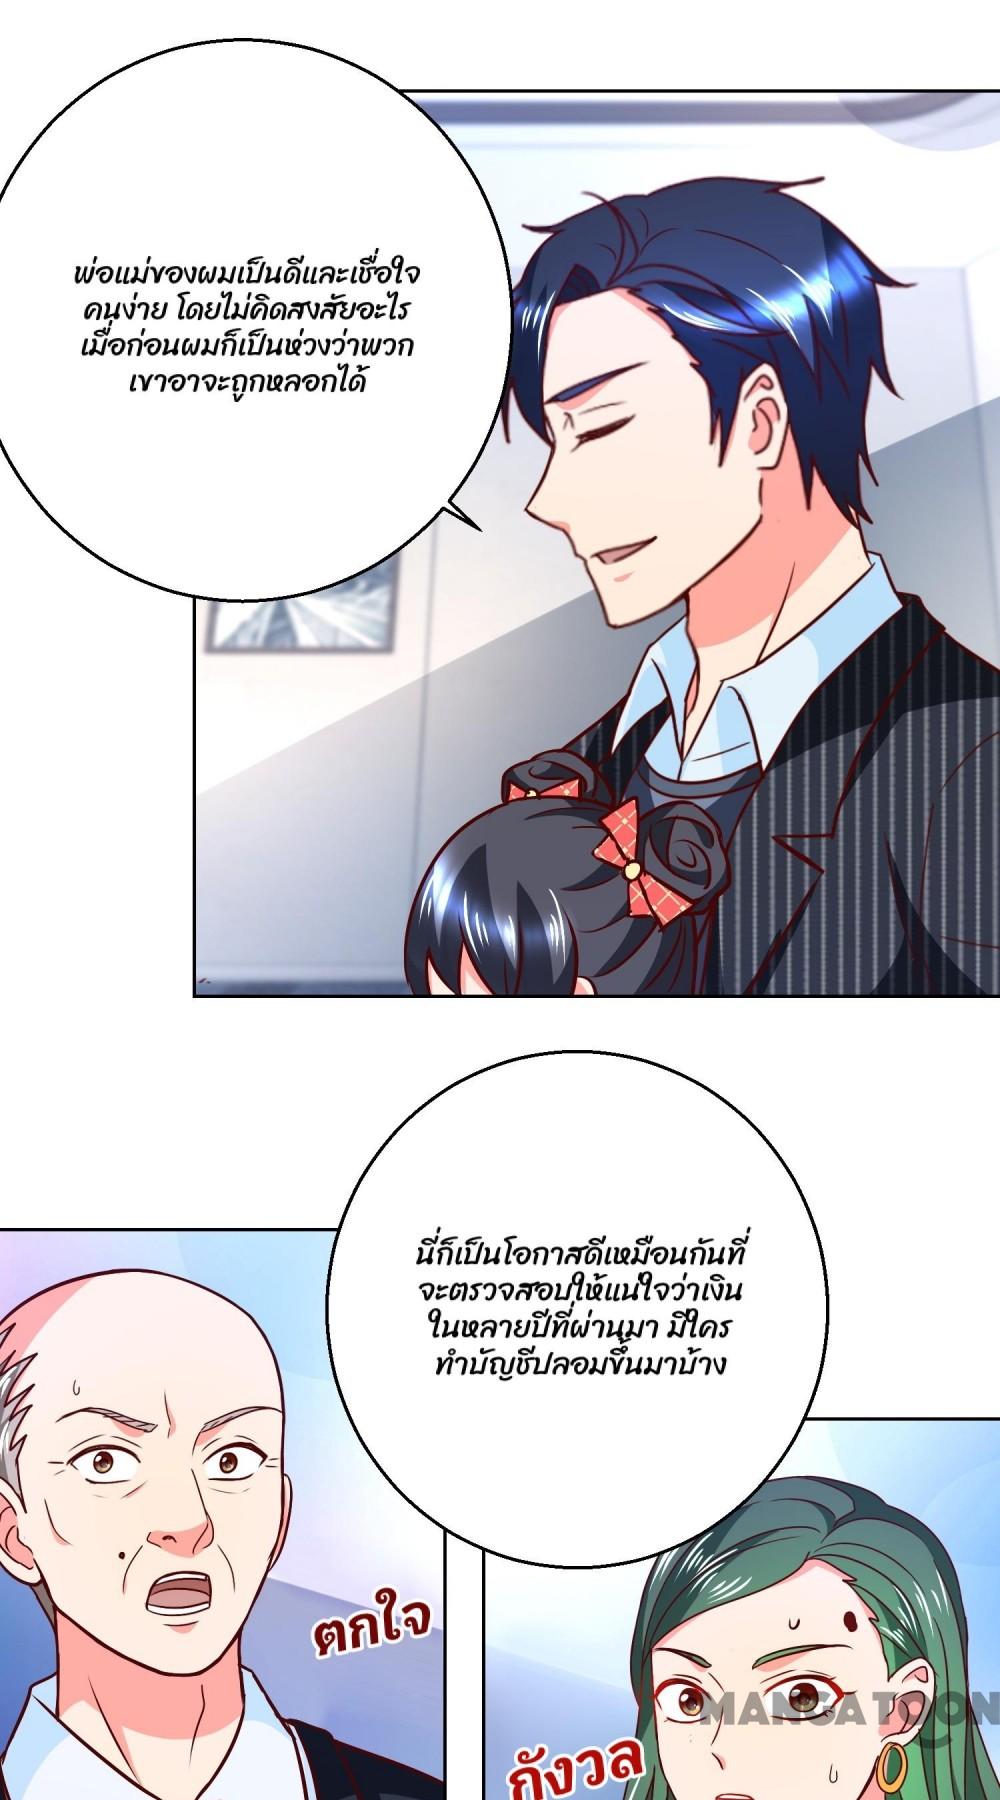 พ่อแม่ของผมเป็นดีและเชื่อใจ
คนง่าย โดยไม่คิดสงสัยอะไร
เมื่อก่อนผมก็เป็นห่วงว่าพวก
เขาอาจะถูกหลอกได้
นี่ก็เป็นโอกาสดีเหมือนกันที่
จะตรวจสอบให้แน่ใจว่าเงิน
ในหลายปีที่ผ่านมา มีใคร
ทำบัญชีปลอมขึ้นมาบ้าง
ตกใจ
MANGATOON
กังวล